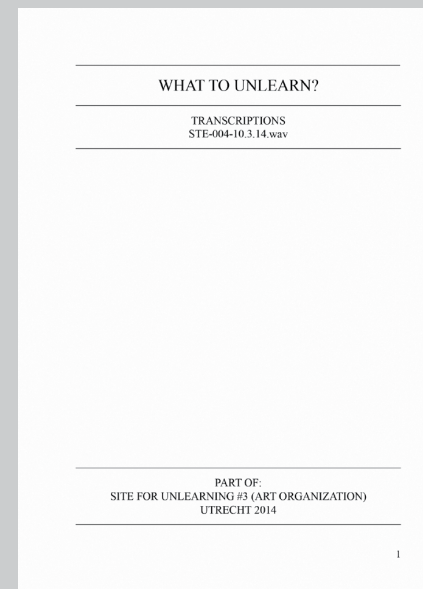 WHAT TO UNLEARN?
TRANSCRIPTIONS
STE-004-10.3.14.wav
PART OF:
SITE FOR UNLEARNING #3 (ART ORGANIZATION)
UTRECHT 2014
1